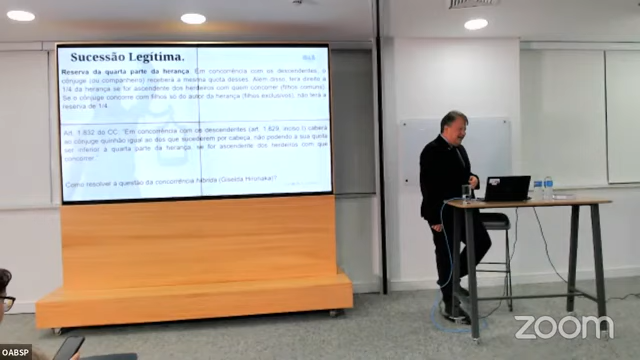 Sucessão Legítima.
Reserva da quarta parte da herança. Em concorrência com os descendentes, o
cônjuge (ou companheiro) receberá a mesma quota desses. Além disso, terá direito a
1/4 da herança se for ascendente dos herdeiros com quem concorrer (filhos comuns).
Se o cônjuge concorre com filhos só do autor da herança (filhos exclusivos), não terá a
reserva de 1/4.
Art. 1.832 do CC. "Em concorrência com os descendentes (art. 1.829, inciso I) caberá
ao cônjuge quinhão igual ao dos que sucederem por cabeça, não podendo a sua quota
ser inferior à quarta parte da herança, se for ascendente dos herdeiros com que
concorrer."
Como resolver a questão da concorrência híbrida (Giselda Hironaka)?
OABSP
zoom